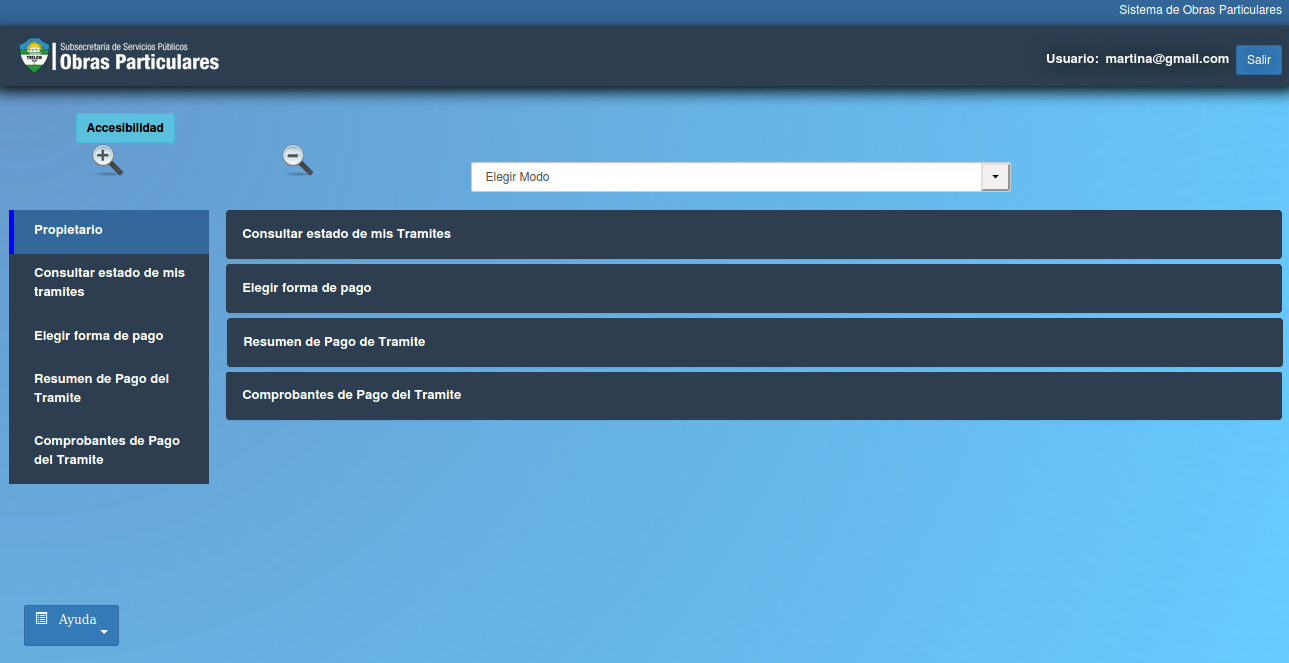 Sistema de Obras Particulares
Subsecretaría de Servicios Públicos
TRELEW
Obras Particulares
Usuario: martina@gmail.com
Salir
Accesibilidad
Elegir Modo
Propietario
Consultar estado de mis
tramites
Elegir forma de pago
Resumen de Pago del
Tramite
Comprobantes de Pago
del Tramite
Consultar estado de mis Tramites
Elegir forma de pago
Resumen de Pago de Tramite
Comprobantes de Pago del Tramite
Ayuda